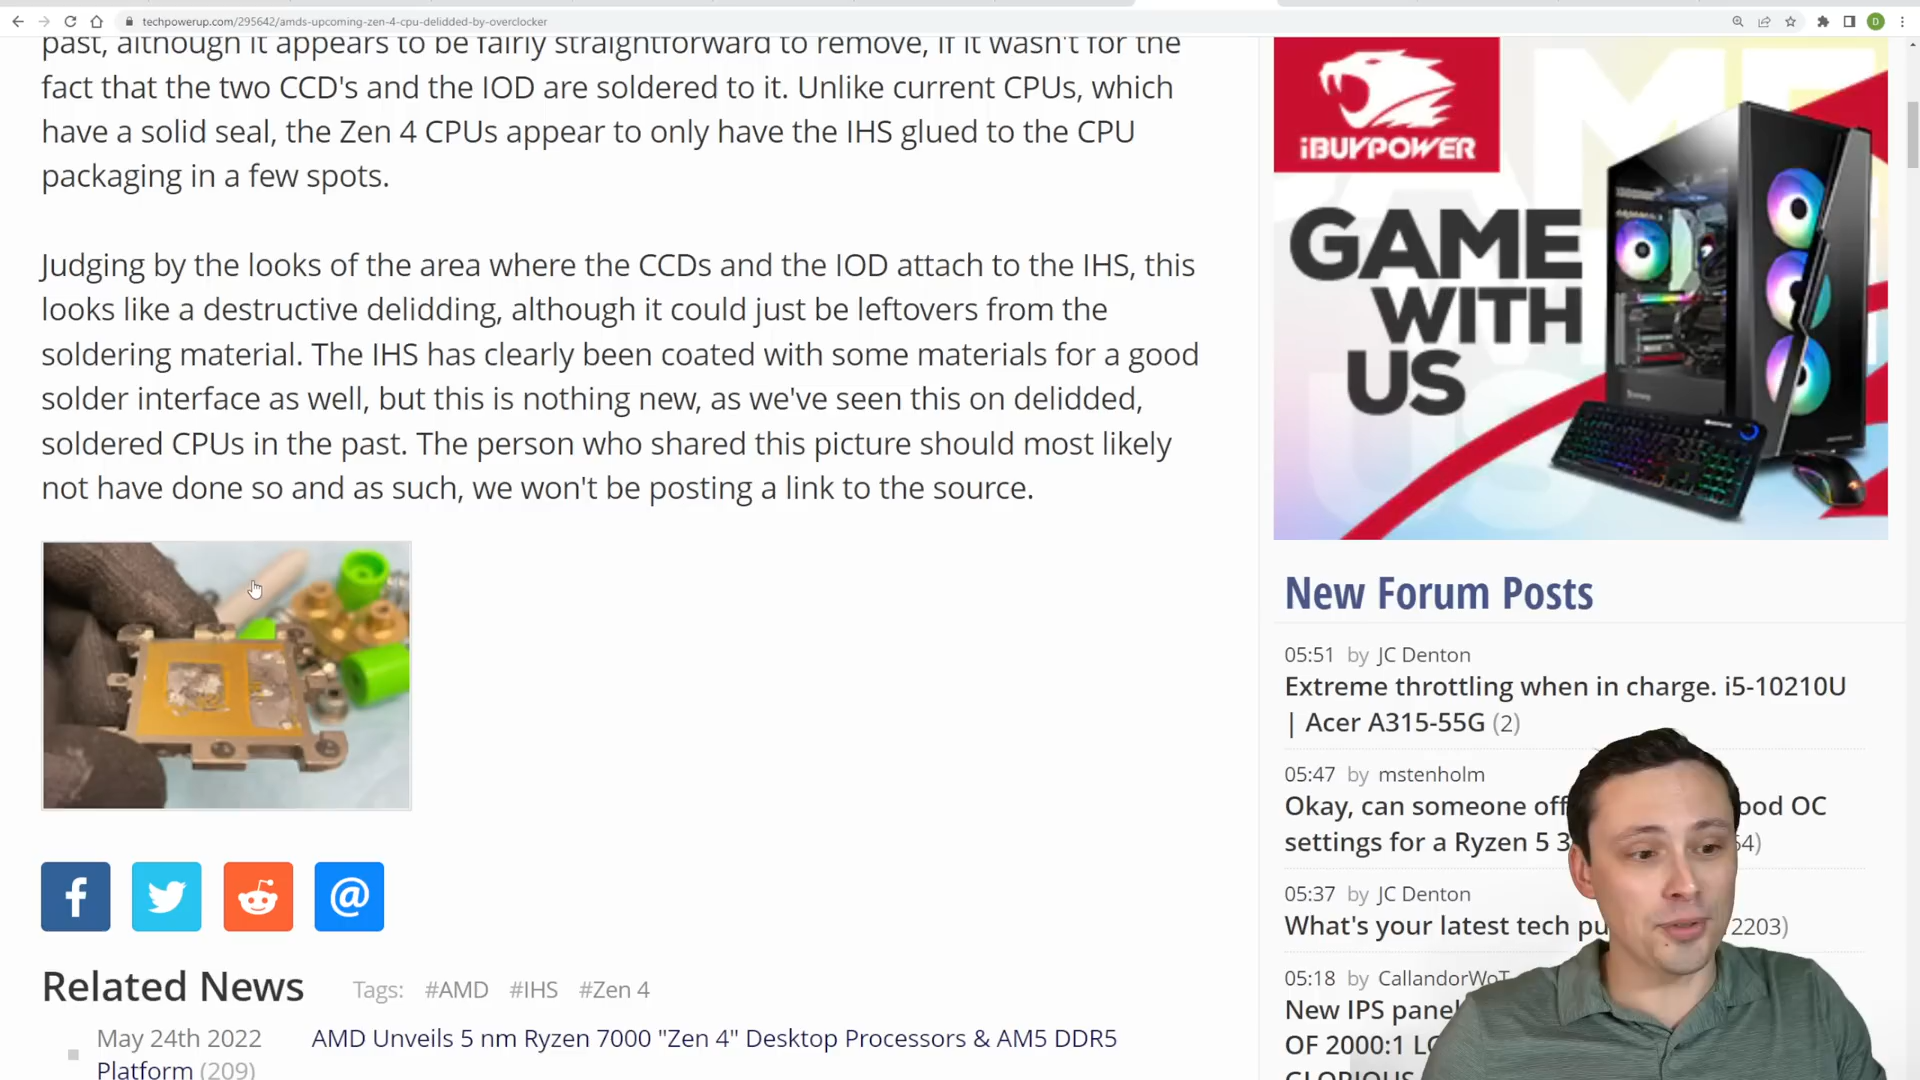 techpowerup.com/295642/amds-upcoming-zen-4-cpu-delidded-by-overclocker
D
past, although it appears to be fairly straightforward to remove, if it wasn't for the
fact that the two CCD's and the IOD are soldered to it. Unlike current CPUs, which
have a solid seal, the Zen 4 CPUs appear to only have the IHS glued to the CPU
packaging in a few spots.
Judging by the looks of the area where the CCDs and the IOD attach to the IHS, this
looks like a destructive delidding, although it could just be leftovers from the
soldering material. The IHS has clearly been coated with some materials for a good
solder interface as well, but this is nothing new, as we've seen this on delidded,
soldered CPUs in the past. The person who shared this picture should most likely
not have done so and as such, we won't be posting a link to the source.
Related News
Tags: #AMD #IHS #Zen 4
May 24th 2022 AMD Unveils 5 nm Ryzen 7000 "Zen 4" Desktop Processors & AM5 DDR5
Platform (209)
iBUYPOWER
GAME
WITH
US
New Forum Posts
05:51 by JC Denton
Extreme throttling when in charge. i5-10210U
| Acer A315-55G (2)
05:47 by mstenholm
Okay, can someone off ood OC
settings for a Ryzen 5 3 54)
05:37 by JC Denton
What's your latest tech pu 2203)
05:18 by CallandorWoT
New IPS panel
OF 2000:1
GLORIOUS